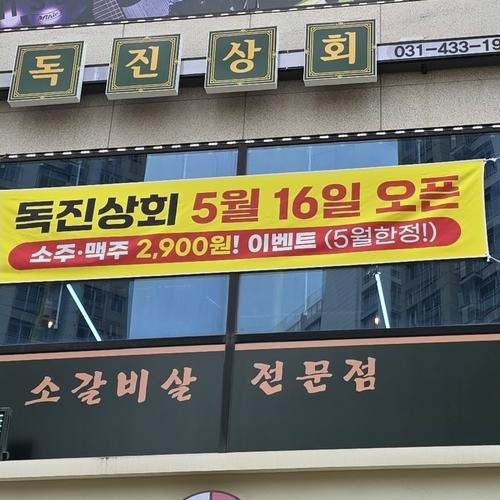 독진상회
031-433-19
독진상회 5월 16일 오픈
소주·맥주 2,900원! 이벤트 (5월한정!)
소갈비살 전문점